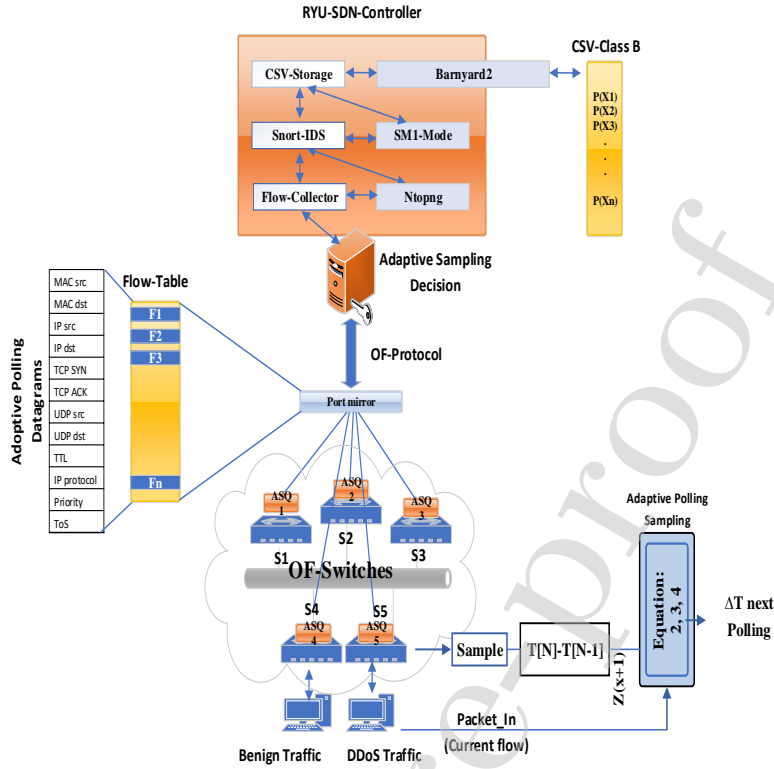 RYU-SDN-Controller
CSV-Class B
CSV-Storage
Barnyard2
P(X1)
P(X2)
P(X3)
.
.
.
P(Xn)
Snort-IDS
SM1-Mode
Flow-Collector
Ntopng
Adaptive Sampling
Decision
OF-Protocol
Port mirror
Adoptive Polling
Datagrams
MAC src
MAC dst
IP src
IP dst
TCP SYN
TCP ACK
UDP src
UDP dst
TTL
IP protocol
Priority
ToS
Flow-Table
F1
F2
F3
Fn
ASQ
1
ASQ
2
ASQ
3
S1
S2
S3
OF-Switches
S4
S5
ASQ
4
ASQ
5
Benign Traffic
DDoS Traffic
Sample
T[N]-T[N-1]
Z(x+1)
Packet_In
(Current flow)
Adaptive Polling
Sampling
Equation:
2, 3, 4
ΔT next
Polling
re-proof